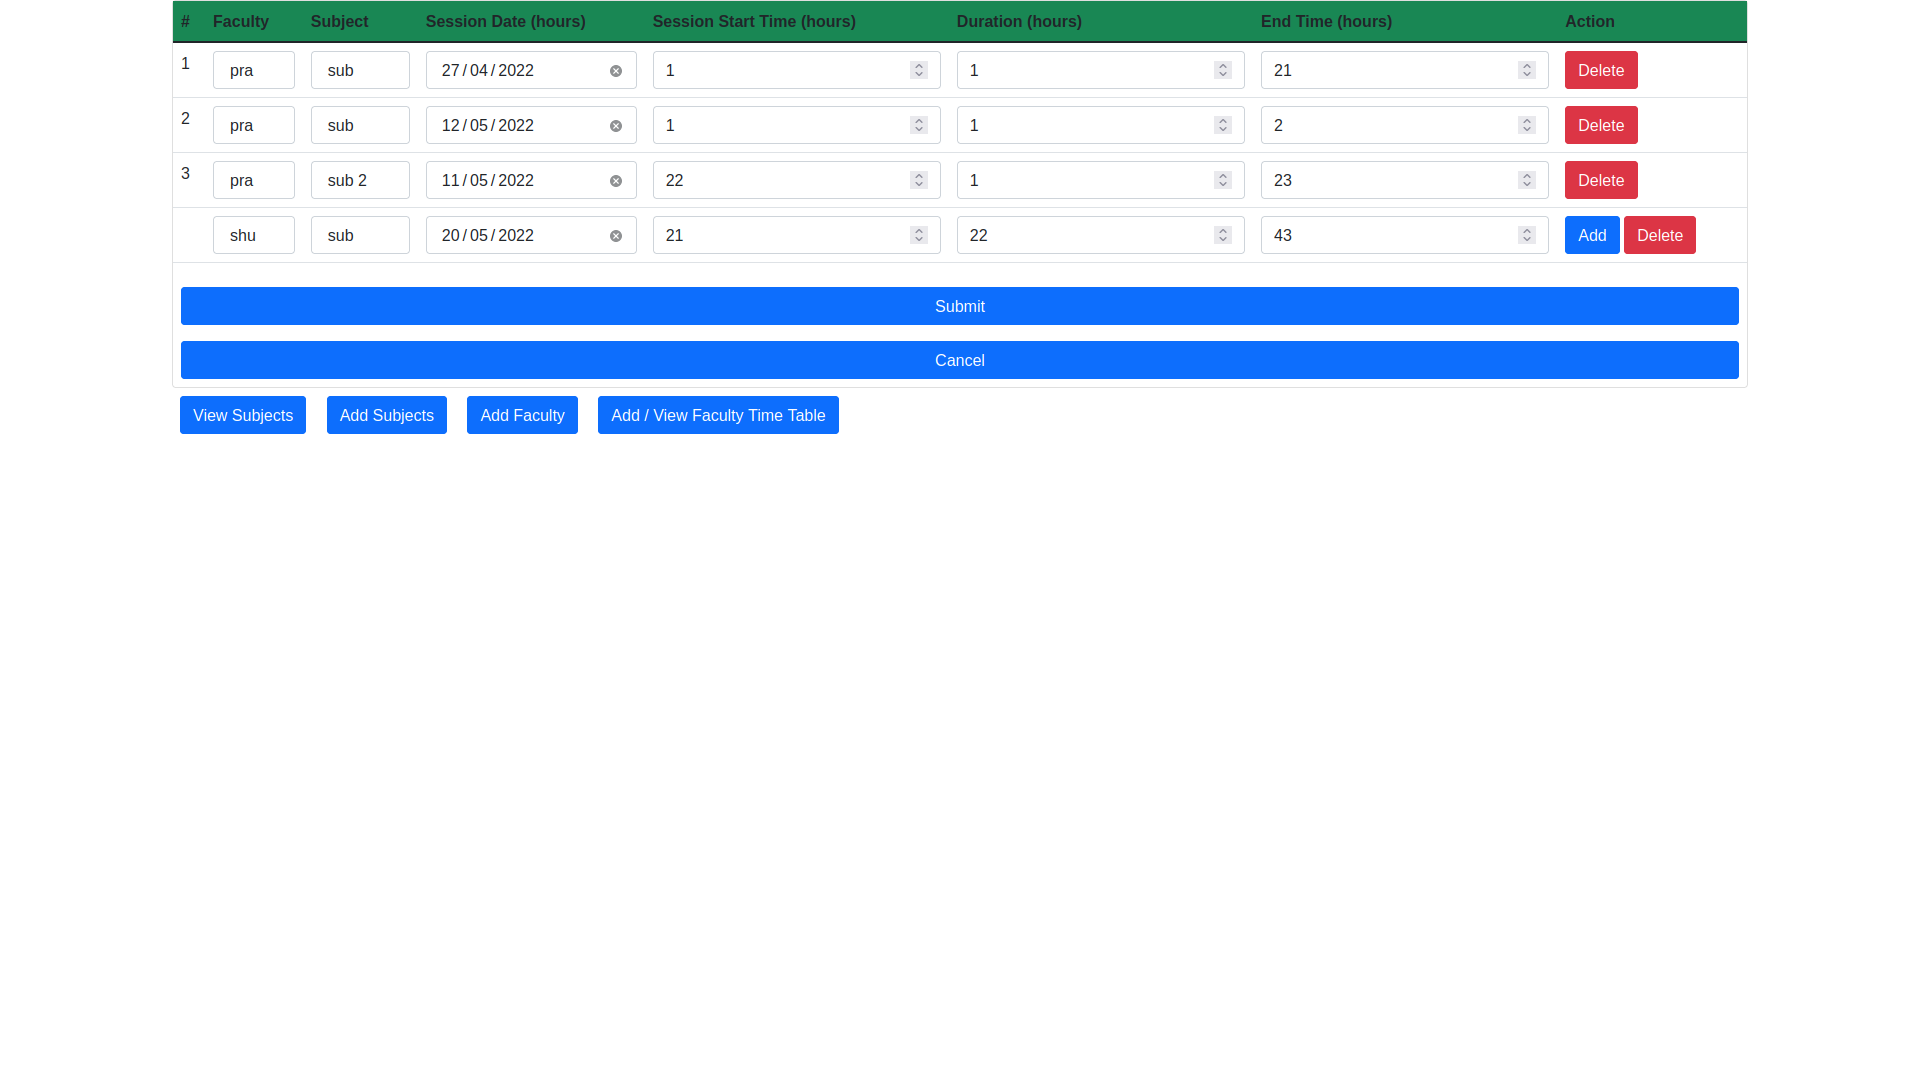 # Faculty Subject Session Date (hours) Session Start Time (hours) Duration (hours) End Time (hours) Action
1 pra sub 27/04/2022 1 1 21 Delete
2 pra sub 12/05/2022 1 1 2 Delete
3 pra sub 2 11/05/2022 22 1 23 Delete
shu sub 20/05/2022 21 22 43 Add Delete
Submit
Cancel
View Subjects Add Subjects Add Faculty Add / View Faculty Time Table